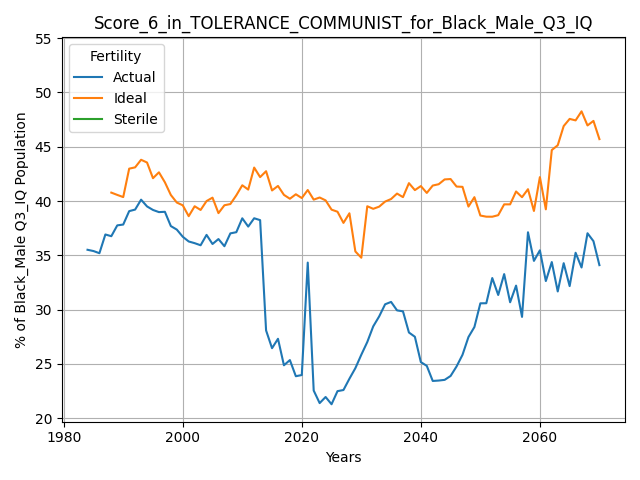 Score_6_in_TOLERANCE_COMMUNIST_for_Black_Male_Q3_IQ
% of Black_Male Q3_IQ Population
55
50
45
40
35
30
25
20
Fertility
Actual
Ideal
Sterile
1980
2000
2020
2040
2060
Years